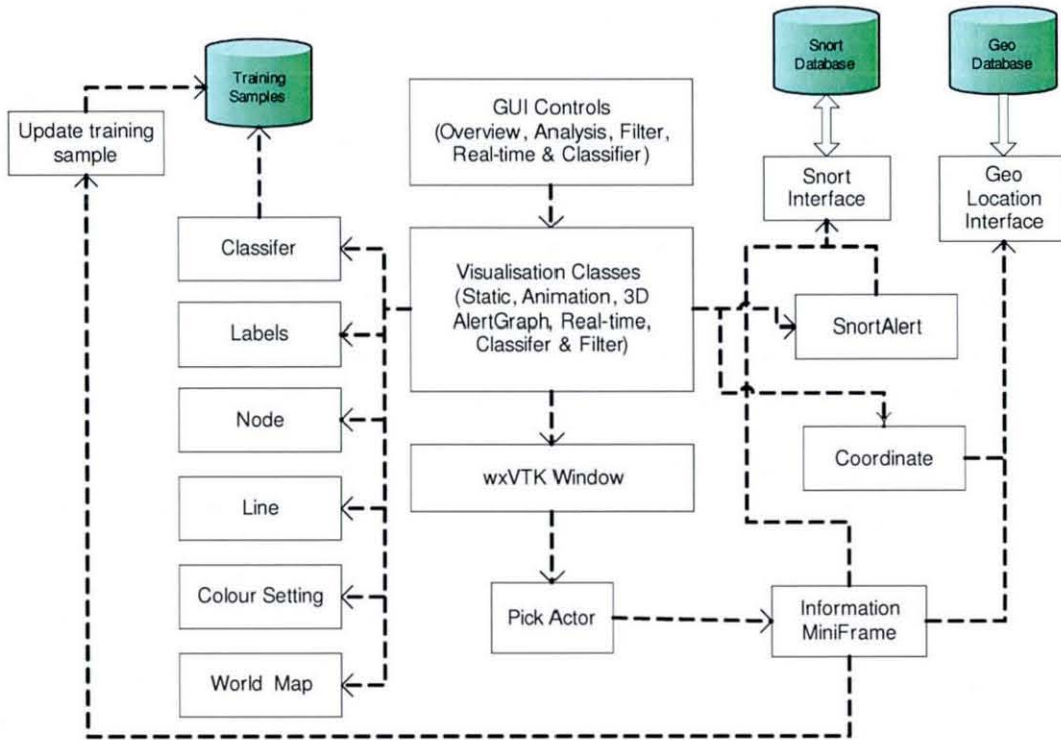 Training
Samples
Snort
Database
Geo
Database
GUI Controls
(Overview, Analysis, Filter,
Real-time & Classifier)
Update training
sample
Snort
Interface
Geo
Location
Interface
Classifer
Visualisation Classes
(Static, Animation, 3D
AlertGraph, Real-time,
Classifer & Filter)
SnortAlert
Labels
Node
Coordinate
wxVTK Window
Line
Colour Setting
Pick Actor
Information
MiniFrame
World Map